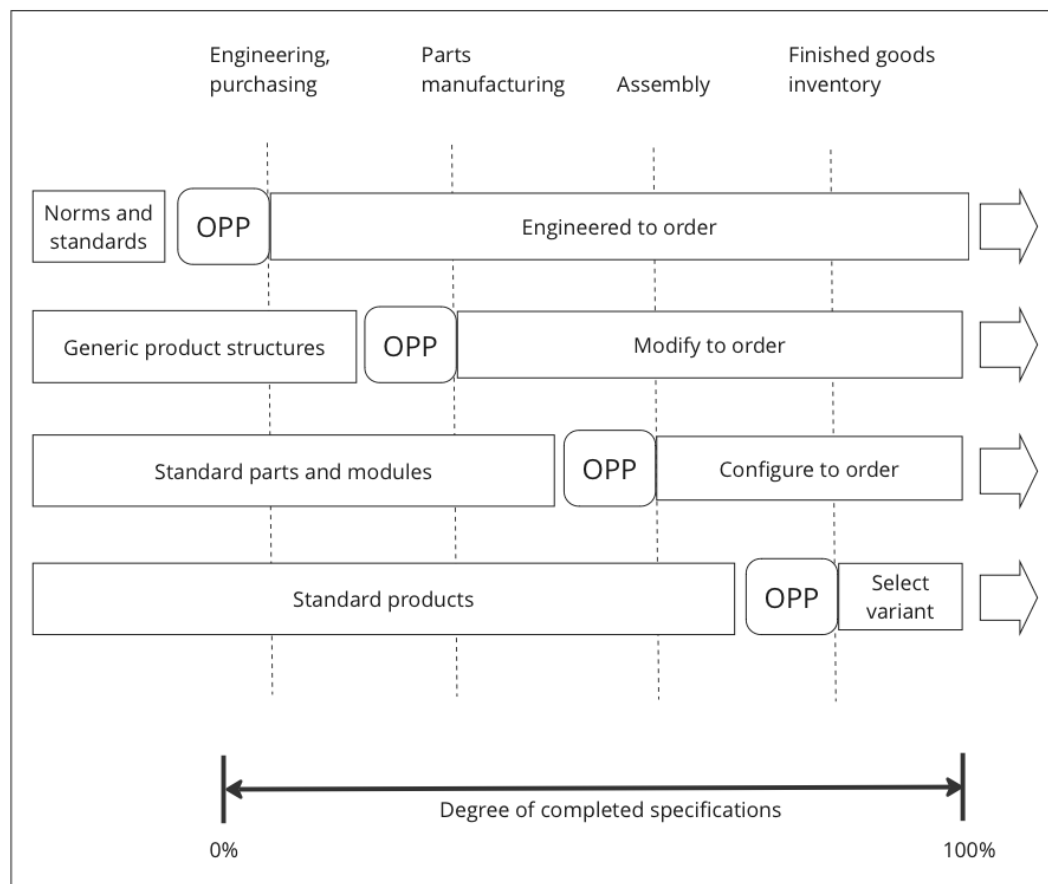 Engineering,
purchasing
Parts
manufacturing
Assembly
Finished goods
inventory
Norms and
standards
OPP
Engineered to order
Generic product structures
OPP
Modify to order
Standard parts and modules
OPP
Configure to order
Standard products
OPP
Select
variant
Degree of completed specifications
0%
100%